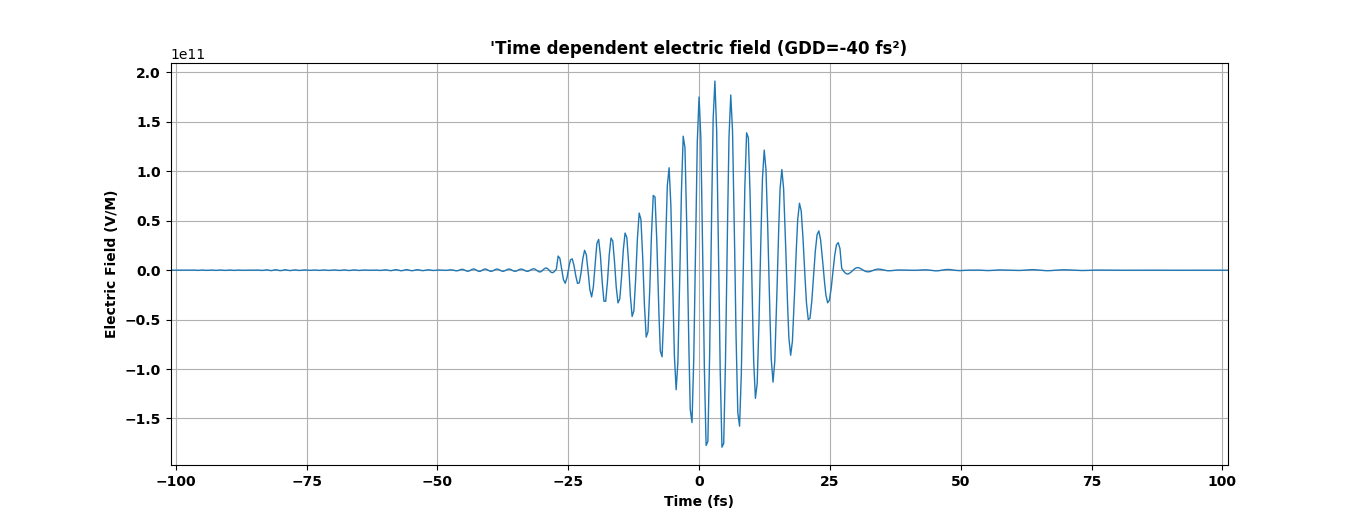 'Time dependent electric field (GDD=-40 fs²)
1e11
2.0
1.5
1.0
0.5
0.0
−0.5
−1.0
−1.5
Electric Field (V/M)
−100 −75 −50 −25 0 25 50 75 100
Time (fs)